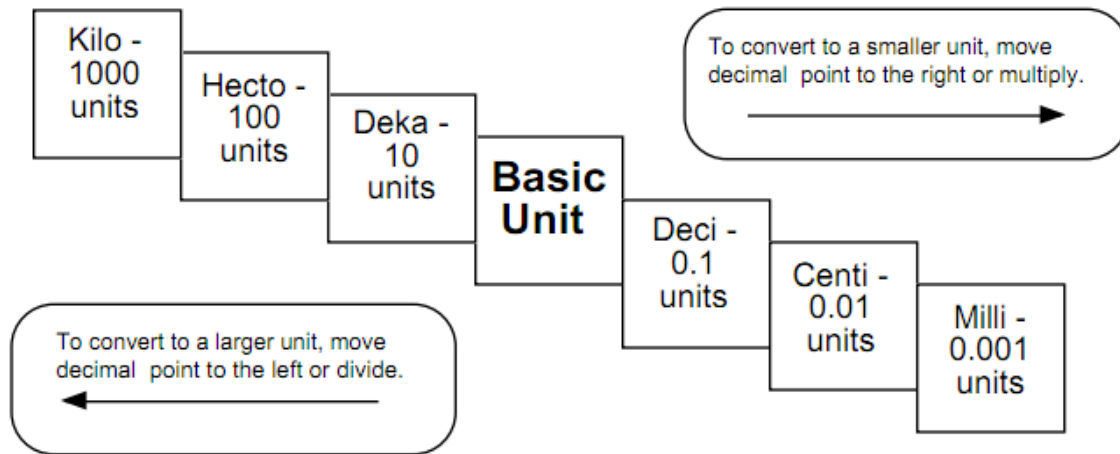 Kilo -
1000
units
Hecto -
100
units
Deka -
10
units
Basic
Unit
Deci -
0.1
units
Centi -
0.01
units
Milli -
0.001
units
To convert to a smaller unit, move
decimal point to the right or multiply.
To convert to a larger unit, move
decimal point to the left or divide.